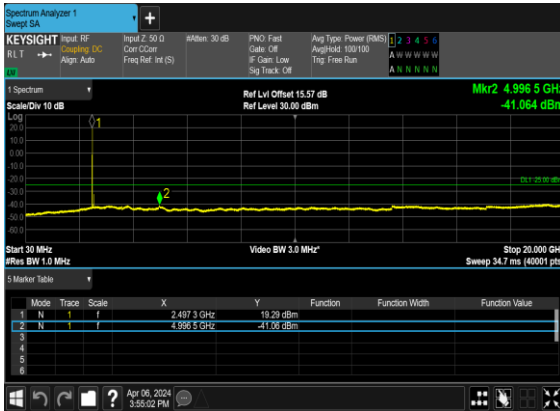 Spectrum Analyzer 1
Swept SA
+
KEYSIGHT Input: RF Input Z: 50 Ω #Atten: 30 dB PNO: Fast Avg Type: Power (RMS) 1 2 3 4 5 6
R L T Coupling: DC Corr CCorr Gate: Off Avg|Hold: 100/100 A W W W W W
Align: Auto Freq Ref: Int (S) IF Gain: Low Trig: Free Run
Sig Track: Off A N N N N N
1 Spectrum Ref Lvl Offset 15.57 dB Mkr2 4.996 5 GHz
Scale/Div 10 dB Ref Level 30.00 dBm -41.064 dBm
Log
20.0
10.0
0.00
-10.0
-20.0
-30.0
-40.0
-50.0
-60.0
1
2
DL1 -25.00 dBm
Start 30 MHz Video BW 3.0 MHz* Stop 20.000 GHz
#Res BW 1.0 MHz Sweep 34.7 ms (40001 pts)
5 Marker Table
Mode Trace Scale X Y Function Function Width Function Value
1 N 1 f 2.497 3 GHz 19.29 dBm
2 N 1 f 4.996 5 GHz -41.06 dBm
3
4
5
6
? Apr 06, 2024
3:55:02 PM